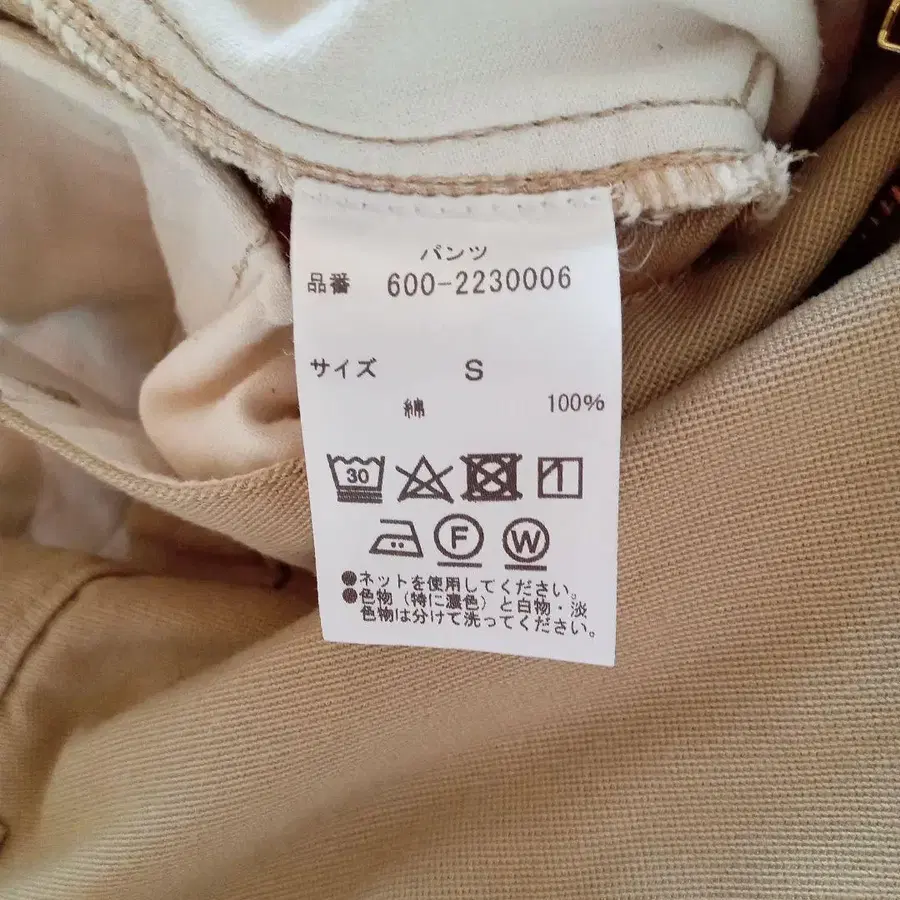 パンツ
品番 600-2230006
サイズ S
綿 100%
30
F W
●ネットを使用してください。
●色物（特に濃色）と白物・淡
色物は分けて洗ってください。